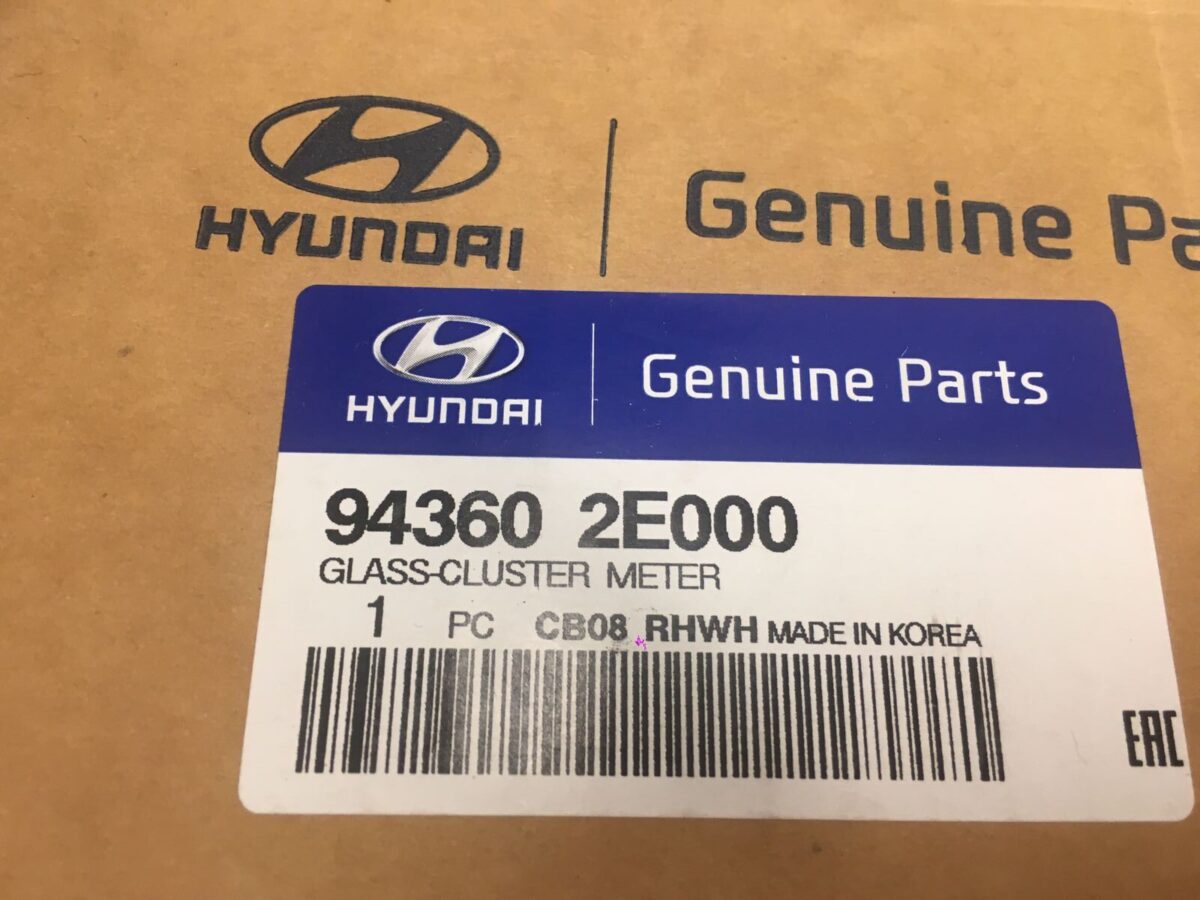 HYUNDAI
Genuine Pa
HYUNDAI
Genuine Parts
94360 2E000
GLASS-CLUSTER METER
1 PC CB08 RHWH MADE IN KOREA
EAC